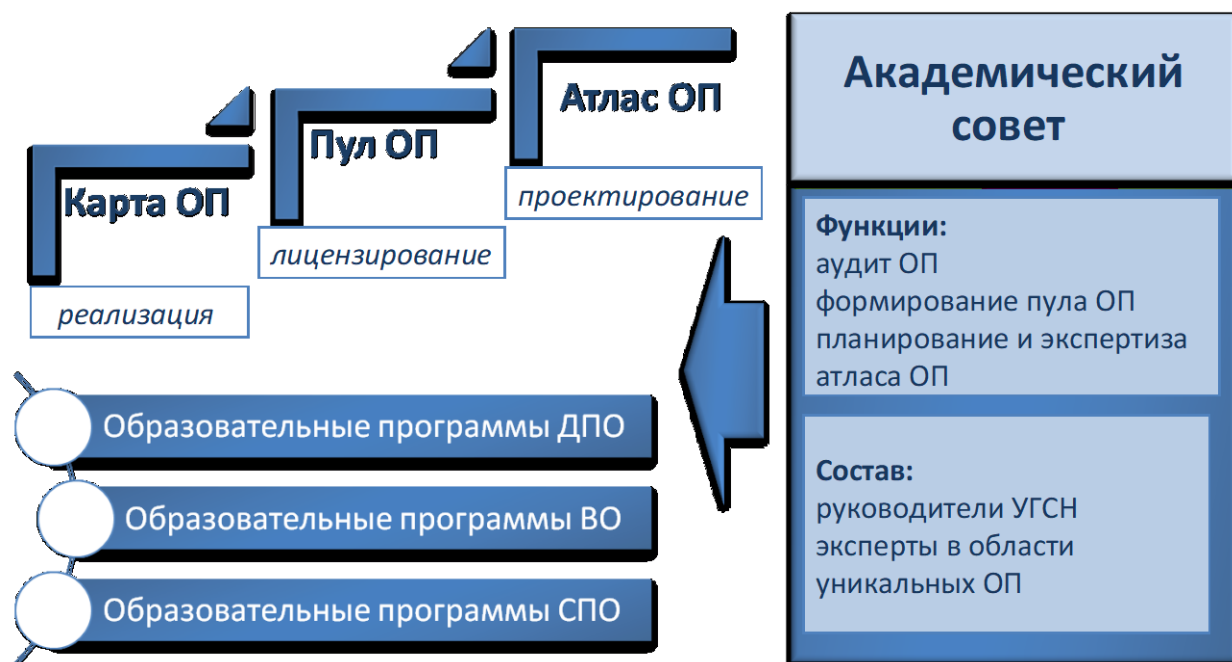 Атлас ОП
проектирование
Пул ОП
лицензирование
Карта ОП
реализация
Образовательные программы ДПО
Образовательные программы ВО
Образовательные программы СПО
Академический
совет
Функции:
аудит ОП
формирование пула ОП
планирование и экспертиза
атласа ОП
Состав:
руководители УГСН
эксперты в области
уникальных ОП